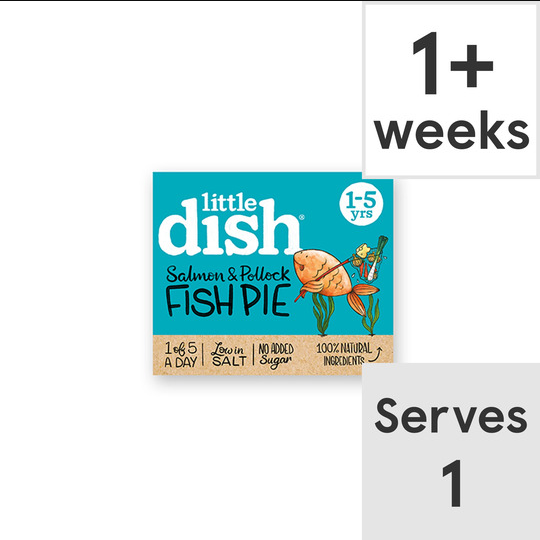 1+
weeks
little
dish®
1-5
yrs
Salmon & Pollock
FISH PIE
1 of 5
A DAY
Low in
SALT
NO ADDED
Sugar
100% NATURAL
INGREDIENTS
Serves
1